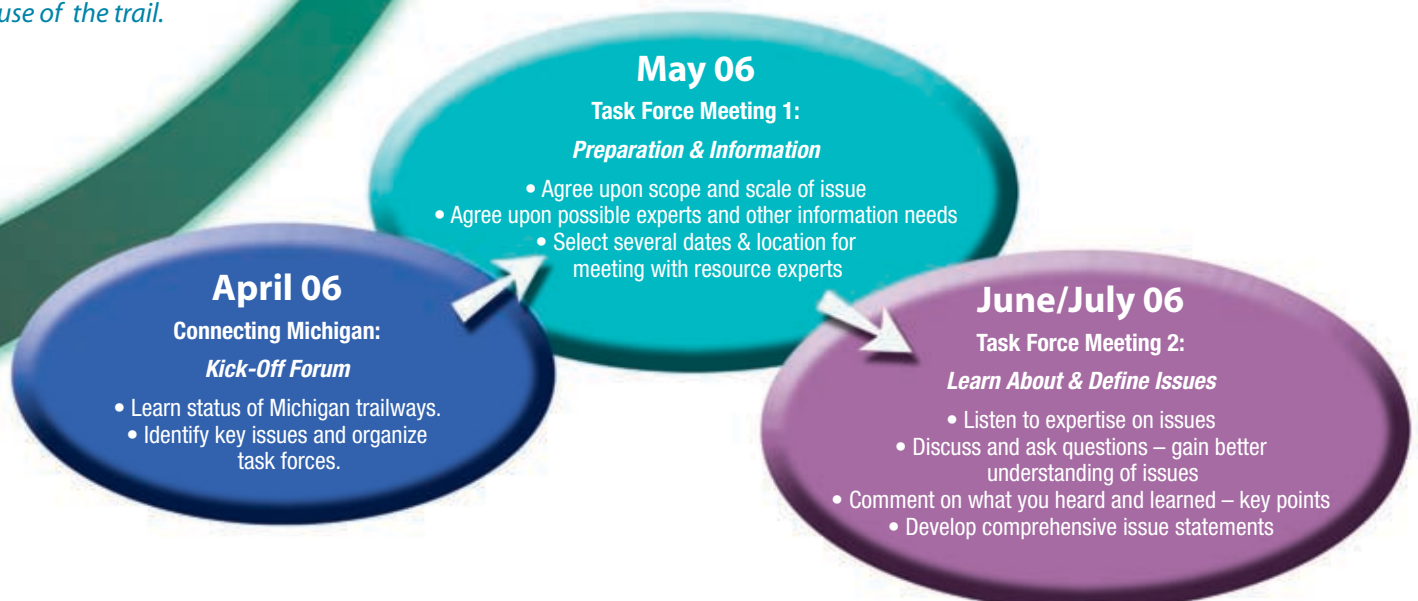 use of the trail.
April 06
Connecting Michigan:
Kick-Off Forum
• Learn status of Michigan trailways.
• Identify key issues and organize
task forces.
May 06
Task Force Meeting 1:
Preparation & Information
• Agree upon scope and scale of issue
• Agree upon possible experts and other information needs
• Select several dates & location for
meeting with resource experts
June/July 06
Task Force Meeting 2:
Learn About & Define Issues
• Listen to expertise on issues
• Discuss and ask questions – gain better
understanding of issues
• Comment on what you heard and learned – key points
• Develop comprehensive issue statements